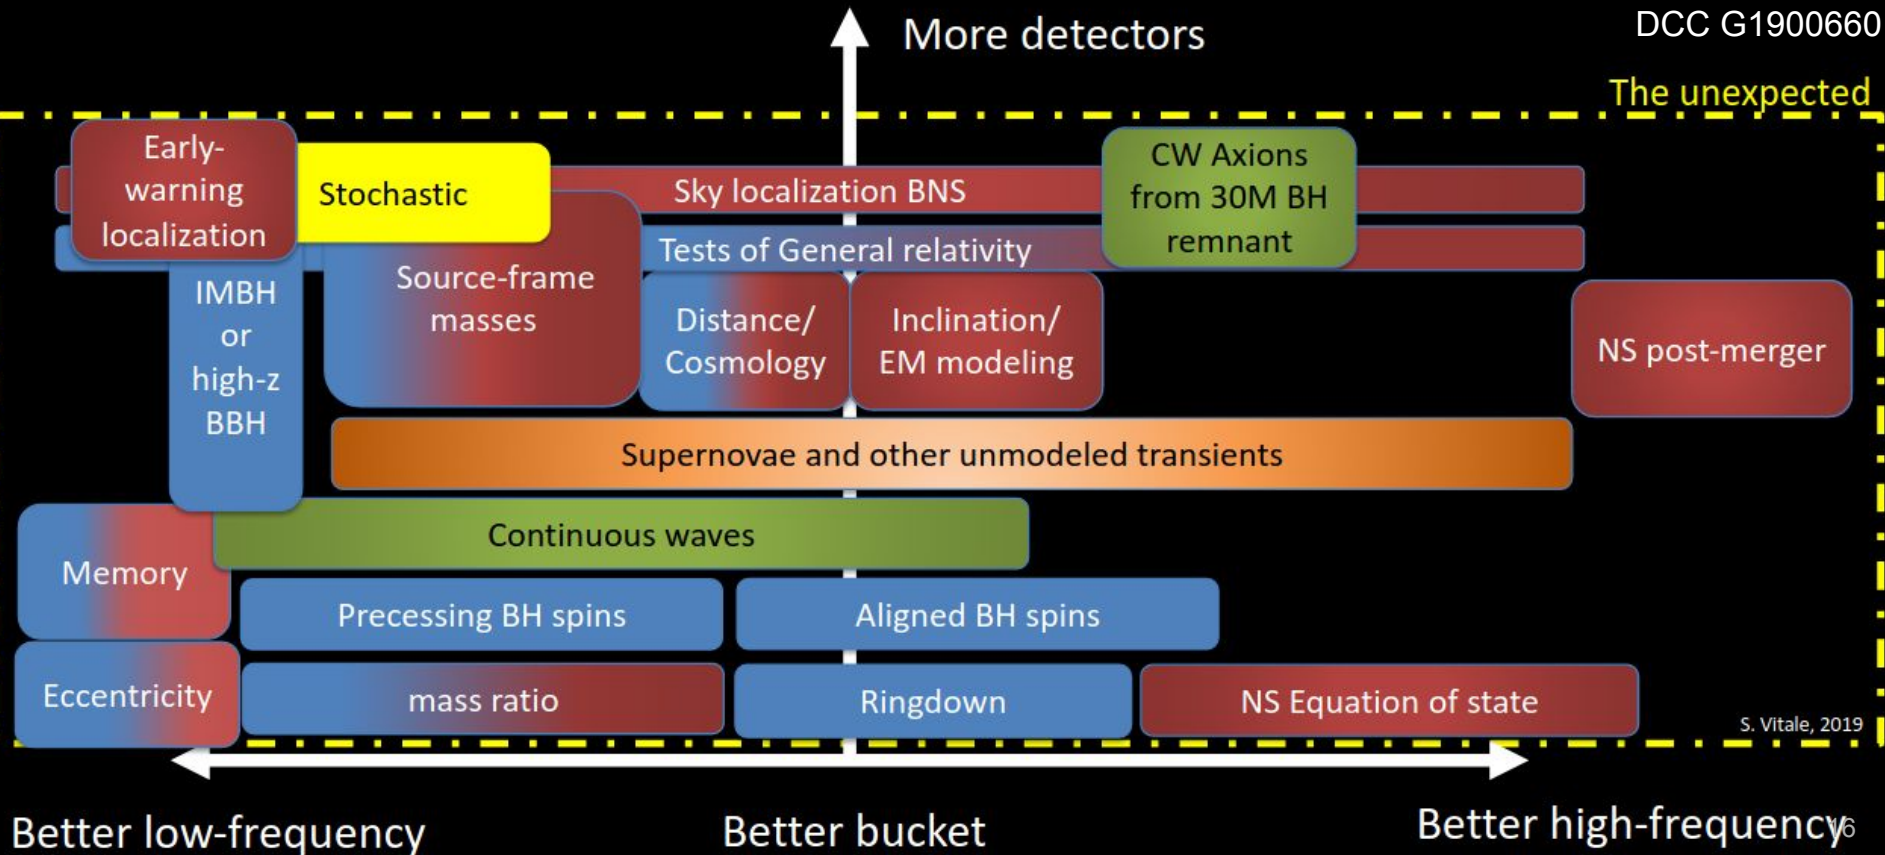 More detectors
DCC G1900660
The unexpected
Early-
warning
localization
Stochastic
Sky localization BNS
CW Axions
from 30M BH
remnant
Tests of General relativity
IMBH
or
high-z
BBH
Source-frame
masses
Distance/
Cosmology
Inclination/
EM modeling
NS post-merger
Supernovae and other unmodeled transients
Continuous waves
Memory
Precessing BH spins
Aligned BH spins
Eccentricity
mass ratio
Ringdown
NS Equation of state
S. Vitale, 2019
Better low-frequency
Better bucket
Better high-frequency
16